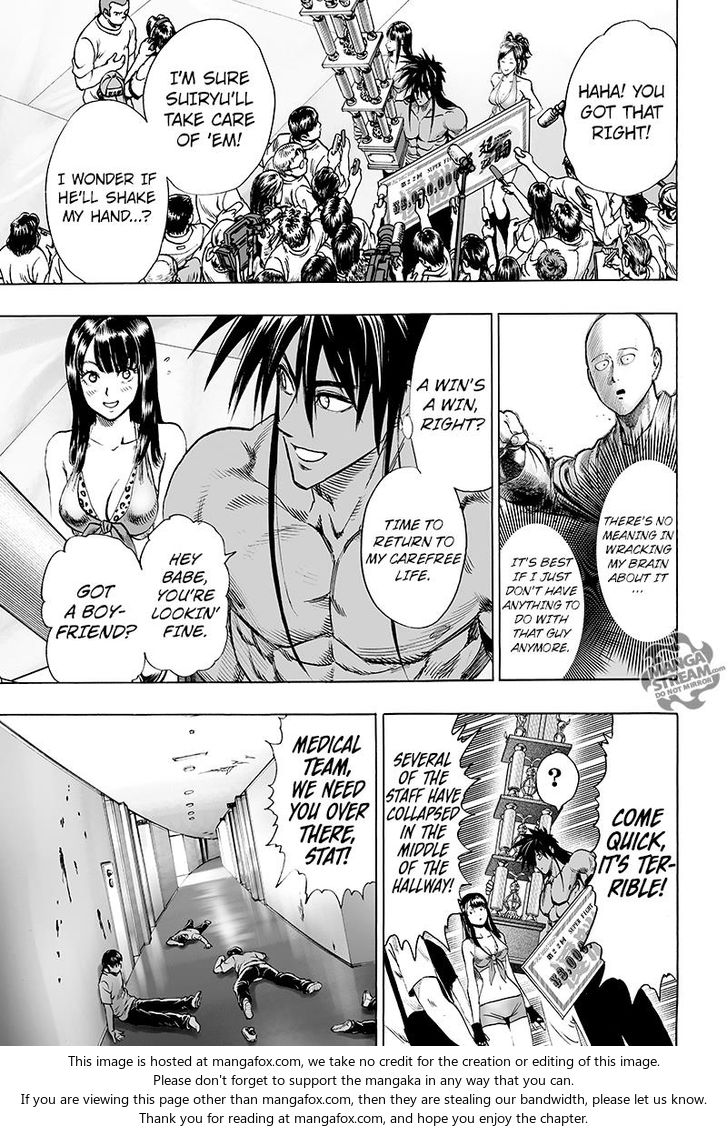 HAHA! YOU
GOT THAT
RIGHT!
I'M SURE
SUIRYU'LL
TAKE CARE
OF 'EM!
I WONDER IF
HE'LL SHAKE
MY HAND...?
THERE'S NO
MEANING IN
WRACKING
MY BRAIN
ABOUT IT
...
IT'S BEST
IF I JUST
DON'T HAVE
ANYTHING TO
DO WITH
THAT GUY
ANYMORE.
A WIN'S
A WIN,
RIGHT?
TIME TO
RETURN TO
MY CAREFREE
LIFE.
HEY
BABE,
YOU'RE
LOOKIN'
FINE.
GOT
A BOY-
FRIEND?
MANGA
STREAM.com
DO NOT MIRROR
COME
QUICK,
IT'S TER-
RIBLE!
?
SEVERAL
OF THE
STAFF HAVE
COLLAPSED
IN THE
MIDDLE
OF THE
HALLWAY!
MEDICAL
TEAM,
WE NEED
YOU OVER
THERE,
STAT!
This image is hosted at mangafox.com, we take no credit for the creation or editing of this image.
Please don't forget to support the mangaka in any way that you can.
If you are viewing this page other than mangafox.com, then they are stealing our bandwidth, please let us know.
Thank you for reading at mangafox.com, and hope you enjoy the chapter.